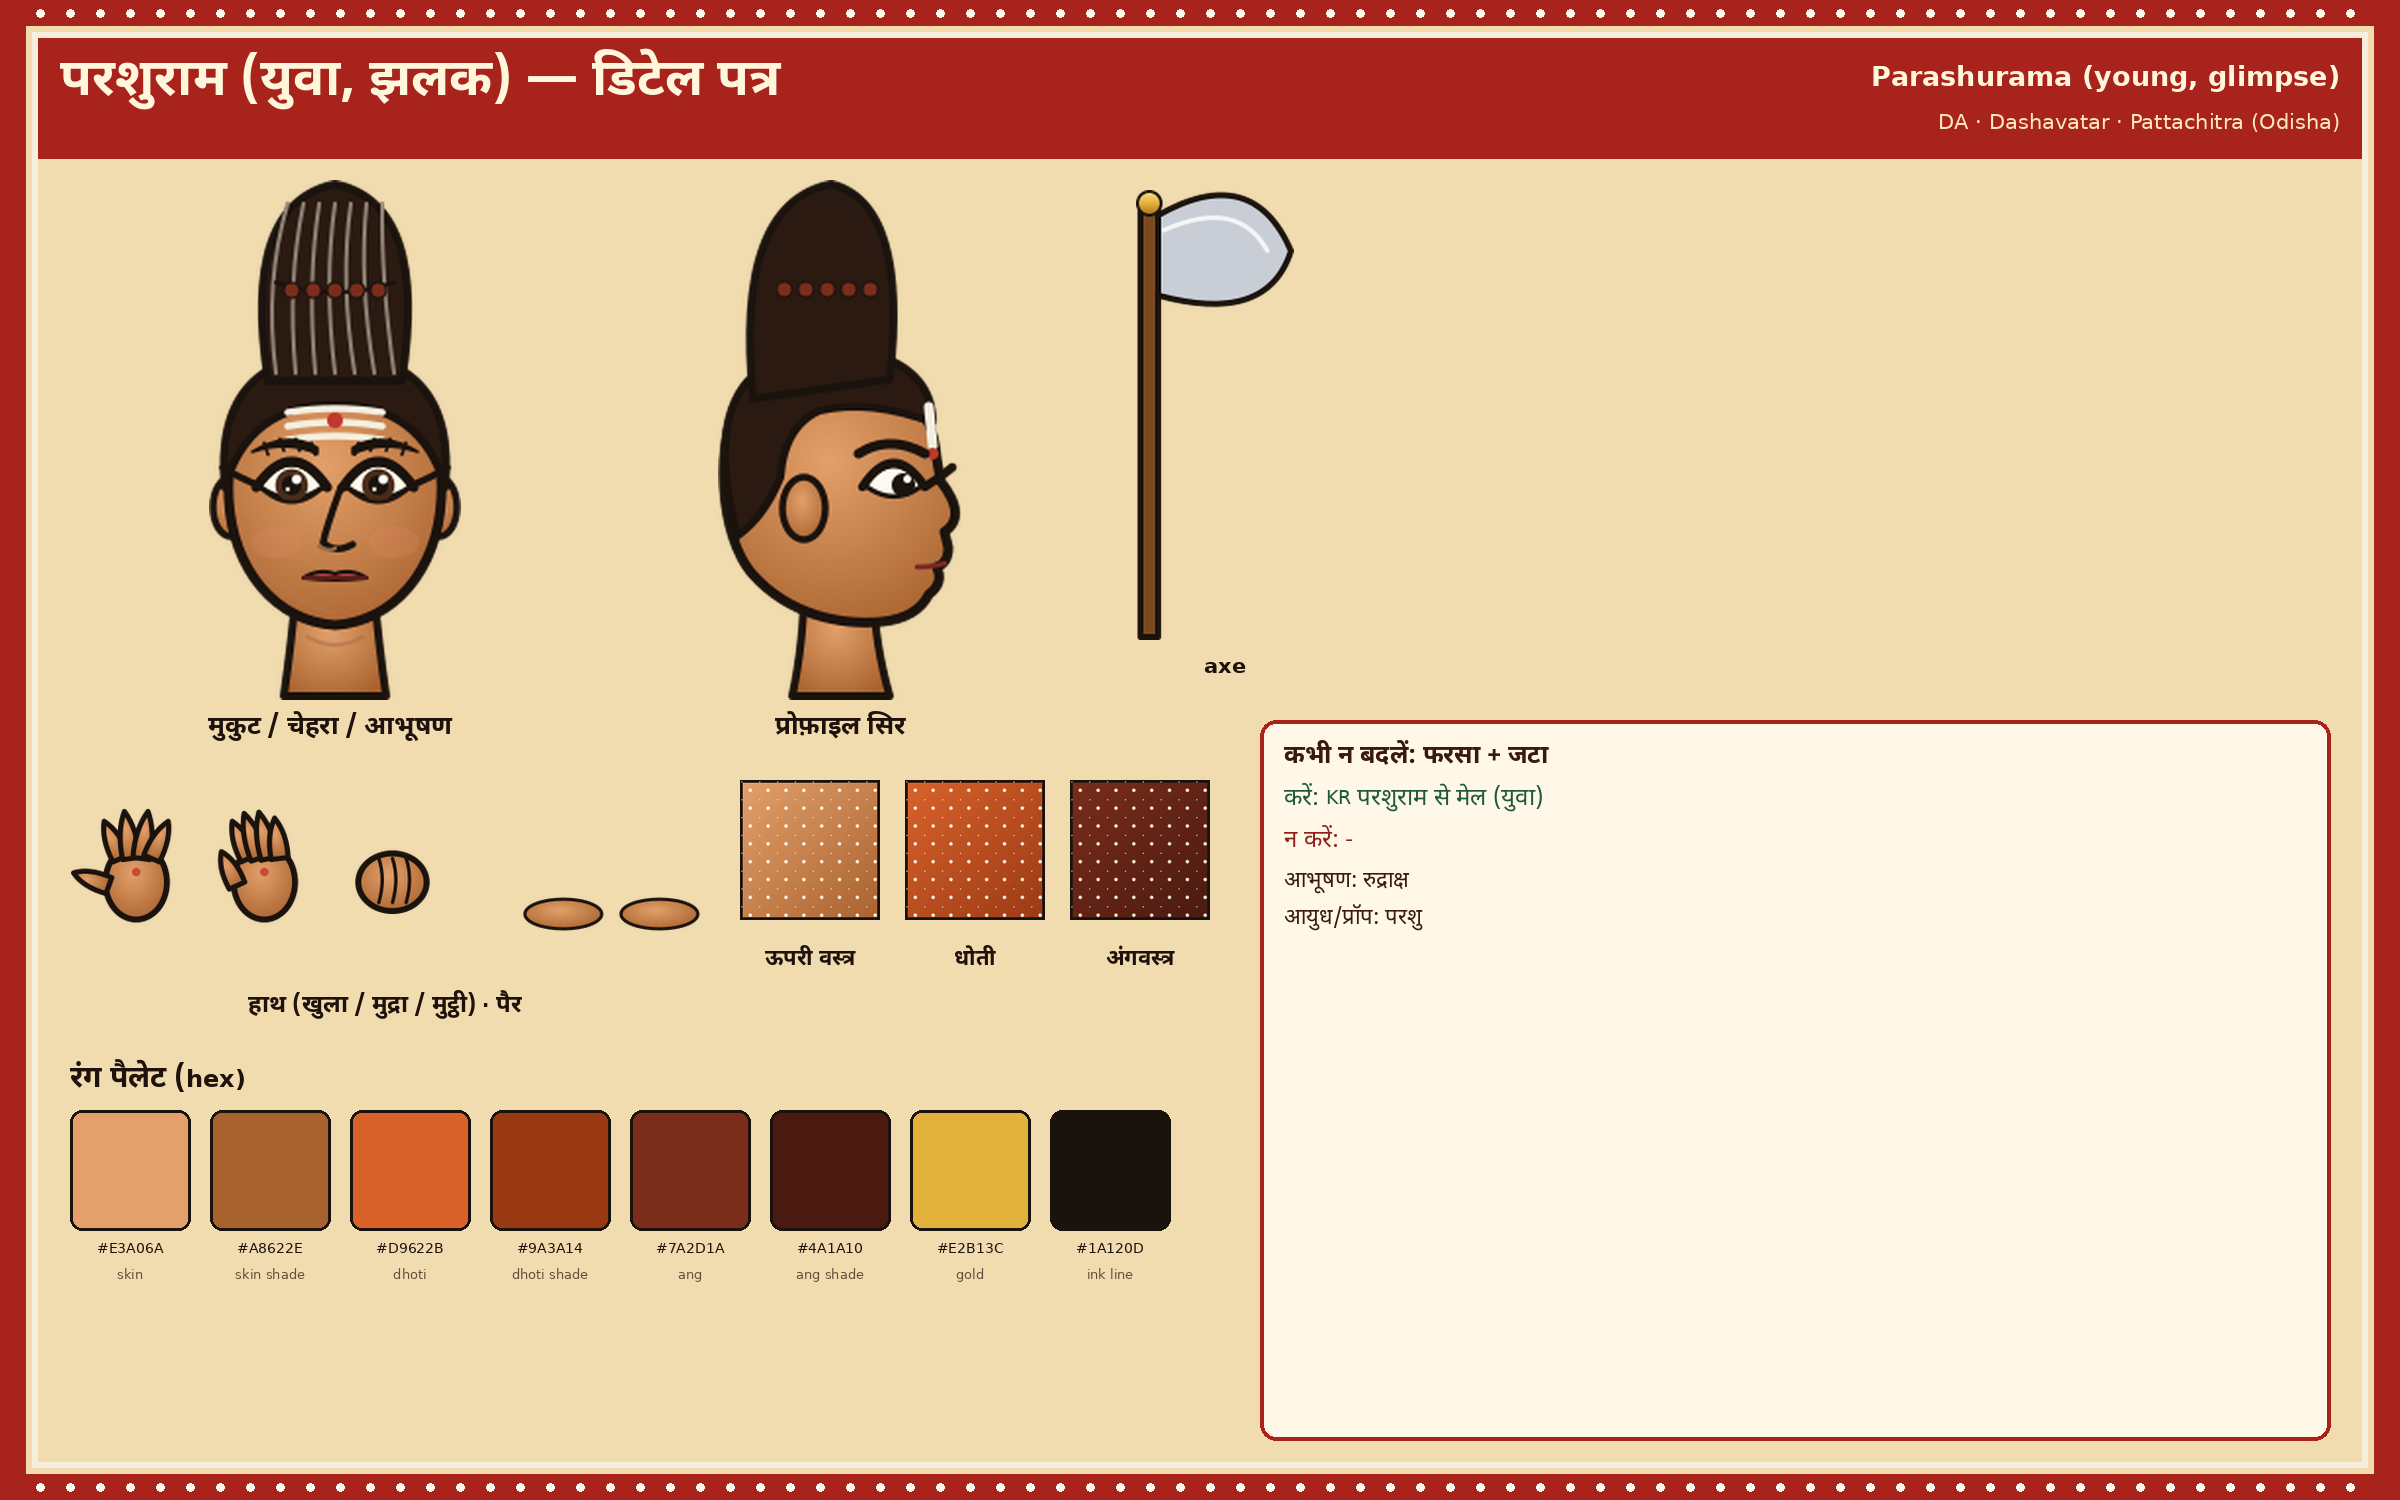 परशुराम (युवा, झलक) — डिटेल पत्र
Parashurama (young, glimpse)
DA · Dashavatar · Pattachitra (Odisha)
axe
मुकुट / चेहरा / आभूषण
प्रोफ़ाइल सिर
कभी न बदलें: फरसा + जटा
करें: KR परशुराम से मेल (युवा)
न करें: -
आभूषण: रुद्राक्ष
आयुध/प्रॉप: परशु
ऊपरी वस्त्र
धोती
अंगवस्त्र
हाथ (खुला / मुद्रा / मुट्ठी) · पैर
रंग पैलेट (hex)
#E3A06A
#A8622E
#D9622B
#9A3A14
#7A2D1A
#4A1A10
#E2B13C
#1A120D
skin
skin shade
dhoti
dhoti shade
ang
ang shade
gold
ink line